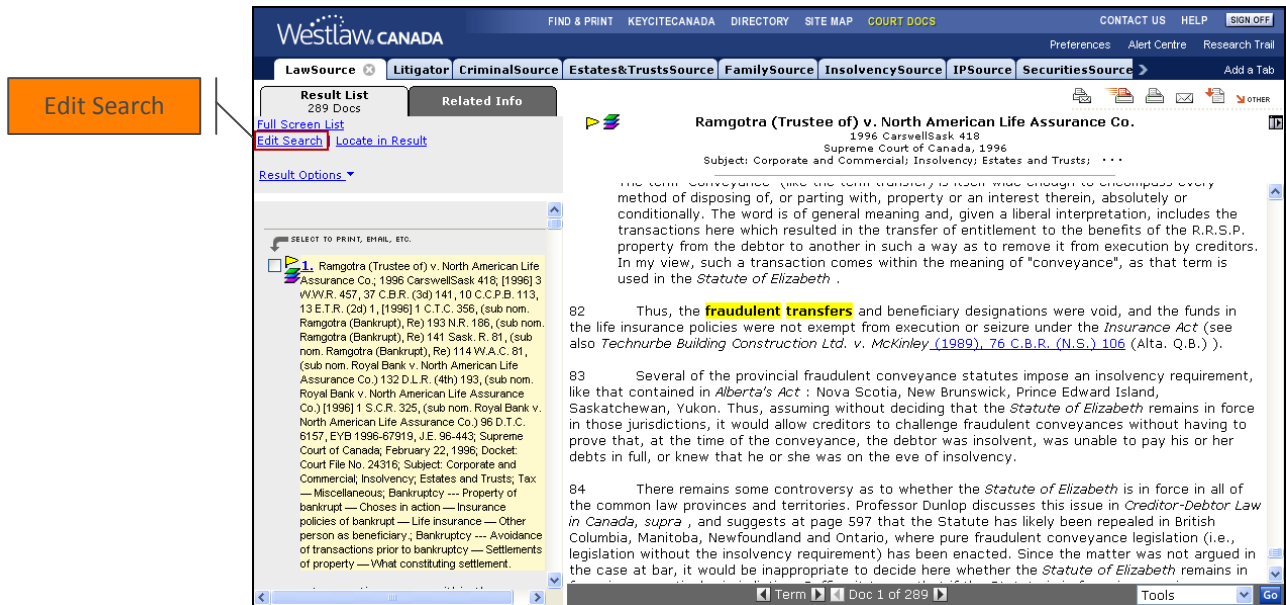 Edit Search
Westlaw. CANADA
FIND & PRINT KEYCITECANADA DIRECTORY SITE MAP COURT DOCS
CONTACT US HELP SIGN OFF
Preferences Alert Centre Research Trail
LawSource Litigator CriminalSource Estates&TrustsSource FamilySource InsolvencySource IPSource SecuritiesSource Add a Tab
Result List
289 Docs
Related Info
Full Screen List
Edit Search | Locate in Result
Result Options
SELECT TO PRINT, EMAIL, ETC.
1. Ramgotra (Trustee of) v. North American Life
Assurance Co.; 1996 CarswellSask 418; [1996] 3
W.W.R. 457, 37 C.B.R. (3d) 141, 10 C.C.P.B. 113,
13 E.T.R. (2d) 1, [1996] 1 C.T.C. 356, (sub nom.
Ramgotra (Bankrupt), Re) 193 N.R. 186, (sub nom.
Ramgotra (Bankrupt), Re) 141 Sask. R. 81, (sub
nom. Ramgotra (Bankrupt), Re) 114 W.A.C. 81,
(sub nom. Royal Bank v. North American Life
Assurance Co.) 132 D.L.R. (4th) 193, (sub nom.
Royal Bank v. North American Life Assurance
Co.) [1996] 1 S.C.R. 325, (sub nom. Royal Bank v.
North American Life Assurance Co.) 96 D.T.C.
6157, EYB 1996-67919, J.E. 96-443; Supreme
Court of Canada; February 22, 1996; Docket:
Court File No. 24316; Subject: Corporate and
Commercial; Insolvency; Estates and Trusts; Tax
— Miscellaneous; Bankruptcy --- Property of
bankrupt — Choses in action — Insurance
policies of bankrupt — Life insurance — Other
person as beneficiary.; Bankruptcy --- Avoidance
of transactions prior to bankruptcy — Settlements
of property — What constituting settlement.
OTHER
Ramgotra (Trustee of) v. North American Life Assurance Co.
1996 CarswellSask 418
Supreme Court of Canada, 1996
Subject: Corporate and Commercial; Insolvency; Estates and Trusts; ···
The term "Conveyance" (like the term transfer) is itself wide enough to encompass every
method of disposing of, or parting with, property or an interest therein, absolutely or
conditionally. The word is of general meaning and, given a liberal interpretation, includes the
transactions here which resulted in the transfer of entitlement to the benefits of the R.R.S.P.
property from the debtor to another in such a way as to remove it from execution by creditors.
In my view, such a transaction comes within the meaning of "conveyance", as that term is
used in the Statute of Elizabeth .
82 Thus, the fraudulent transfers and beneficiary designations were void, and the funds in
the life insurance policies were not exempt from execution or seizure under the Insurance Act (see
also Technurbe Building Construction Ltd. v. McKinley (1989), 76 C.B.R. (N.S.) 106 (Alta. Q.B.) ).
83 Several of the provincial fraudulent conveyance statutes impose an insolvency requirement,
like that contained in Alberta's Act : Nova Scotia, New Brunswick, Prince Edward Island,
Saskatchewan, Yukon. Thus, assuming without deciding that the Statute of Elizabeth remains in force
in those jurisdictions, it would allow creditors to challenge fraudulent conveyances without having to
prove that, at the time of the conveyance, the debtor was insolvent, was unable to pay his or her
debts in full, or knew that he or she was on the eve of insolvency.
84 There remains some controversy as to whether the Statute of Elizabeth is in force in all of
the common law provinces and territories. Professor Dunlop discusses this issue in Creditor-Debtor Law
in Canada, supra , and suggests at page 597 that the Statute has likely been repealed in British
Columbia, Manitoba, Newfoundland and Ontario, where pure fraudulent conveyance legislation (i.e.,
legislation without the insolvency requirement) has been enacted. Since the matter was not argued in
the case at bar, it would be inappropriate to decide here whether the Statute of Elizabeth remains in
Term Doc 1 of 289 Tools Go